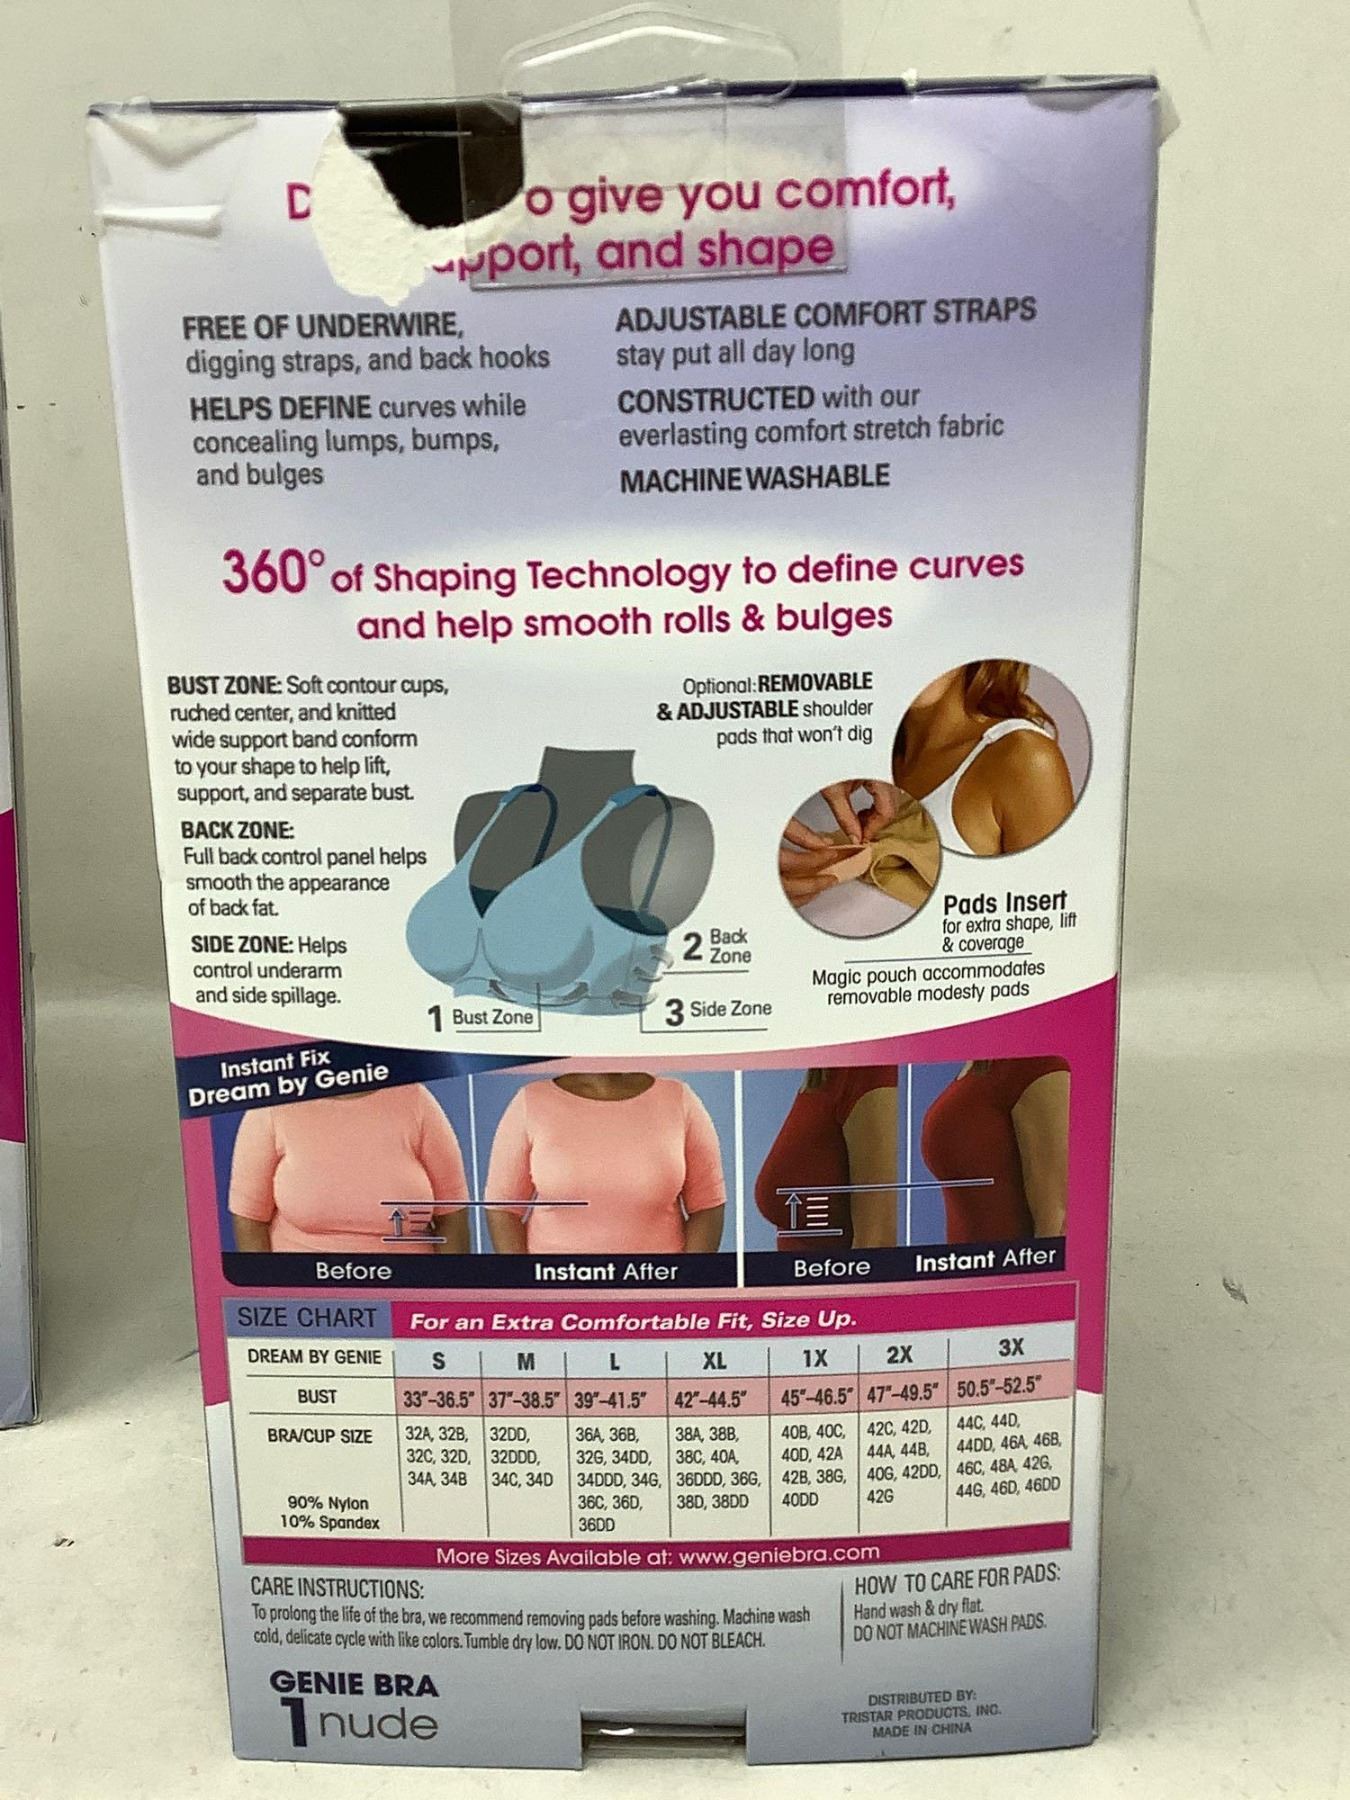 o give you comfort,
and shape
FREE OF UNDERWIRE,
digging straps, and back hooks
HELPS DEFINE curves while
concealing lumps, bumps,
and bulges
ADJUSTABLE COMFORT STRAPS
stay put all day long
CONSTRUCTED with our
everlasting comfort stretch fabric
MACHINE WASHABLE
360° of Shaping Technology to define curves
and help smooth rolls & bulges
BUST ZONE: Soft contour cups,
ruched center, and knitted
wide support band conform
to your shape to help lift,
support, and separate bust.
BACK ZONE:
Full back control panel helps
smooth the appearance
of back fat.
SIDE ZONE: Helps
control underarm
and side spillage.
Optional: REMOVABLE
& ADJUSTABLE shoulder
pads that won't dig
Pads Insert
for extra shape, lift
& coverage
Magic pouch accommodates
removable modesty pads
2 Back
Zone
1 Bust Zone
3 Side Zone
Instant Fix
Dream by Genie
Before
Instant After
Before
Instant After
SIZE CHART For an Extra Comfortable Fit, Size Up.
DREAM BY GENIE S M L XL 1X 2X 3X
BUST 33"-36.5" 37"-38.5" 39"-41.5" 42"-44.5" 45"-46.5" 47"-49.5" 50.5"-52.5"
BRA/CUP SIZE 32A, 32B, 32DD, 36A, 36B, 38A, 38B, 40B, 40C, 42C, 42D, 44C, 44D,
32C, 32D, 32DDD, 32G, 34DD, 38C, 40A, 40D, 42A 44A, 44B, 44DD, 46A, 46B,
34A, 34B 34C, 34D 34DDD, 34G, 36DDD, 36G, 42B, 38G, 40G, 42DD, 46C, 48A, 42G,
90% Nylon 36C, 36D, 38D, 38DD 40DD 42G 44G, 46D, 46DD
10% Spandex 36DD
More Sizes Available at: www.geniebra.com
CARE INSTRUCTIONS:
To prolong the life of the bra, we recommend removing pads before washing. Machine wash
cold, delicate cycle with like colors. Tumble dry low. DO NOT IRON. DO NOT BLEACH.
HOW TO CARE FOR PADS:
Hand wash & dry flat.
DO NOT MACHINE WASH PADS.
GENIE BRA
1 nude
DISTRIBUTED BY:
TRISTAR PRODUCTS, INC.
MADE IN CHINA